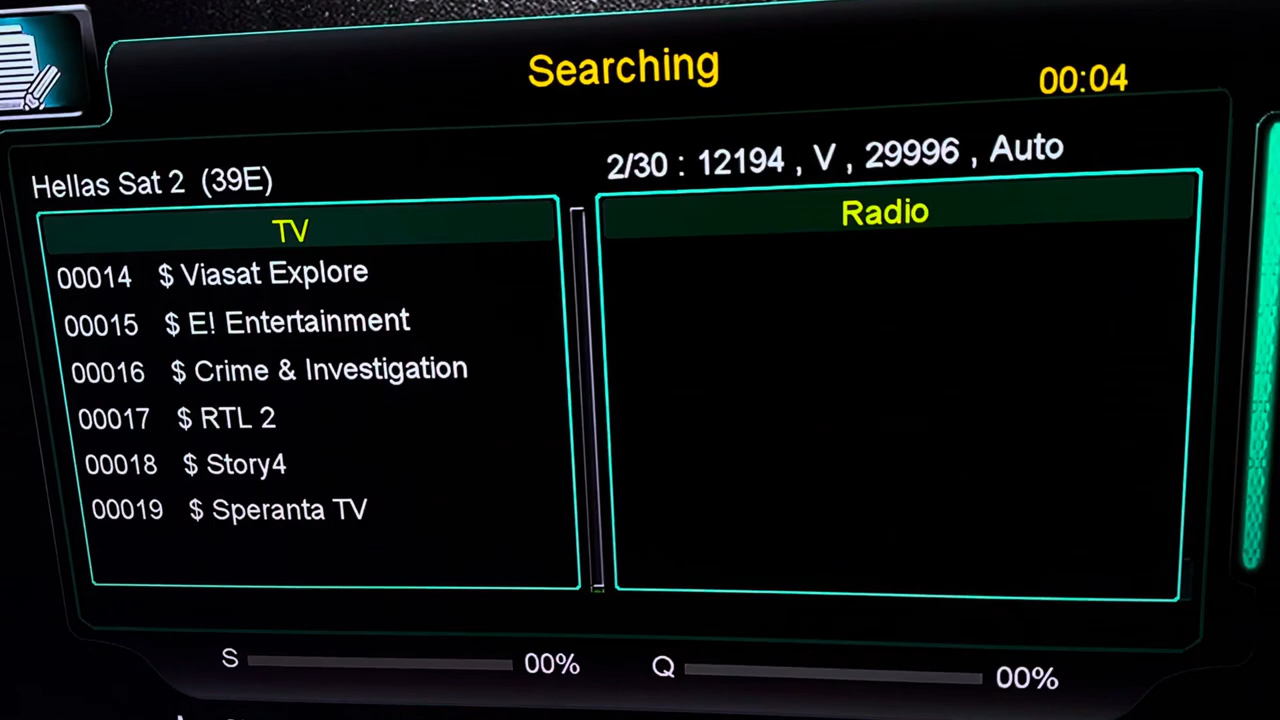 Searching
00:04
Hellas Sat 2 (39E)
2/30 : 12194 , V , 29996 , Auto
TV
Radio
00014 $ Viasat Explore
00015 $ E! Entertainment
00016 $ Crime & Investigation
00017 $ RTL 2
00018 $ Story4
00019 $ Speranta TV
S 00%
Q 00%